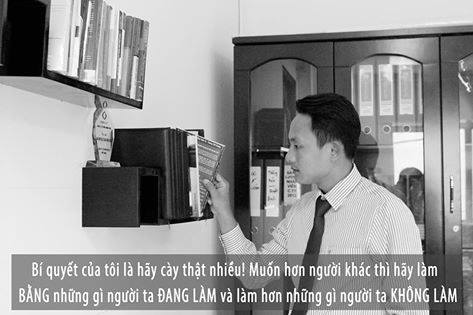 Bí quyết của tôi là hãy cày thật nhiều! Muốn hơn người khác thì hãy làm
BẰNG những gì người ta ĐANG LÀM và làm hơn những gì người ta KHÔNG LÀM